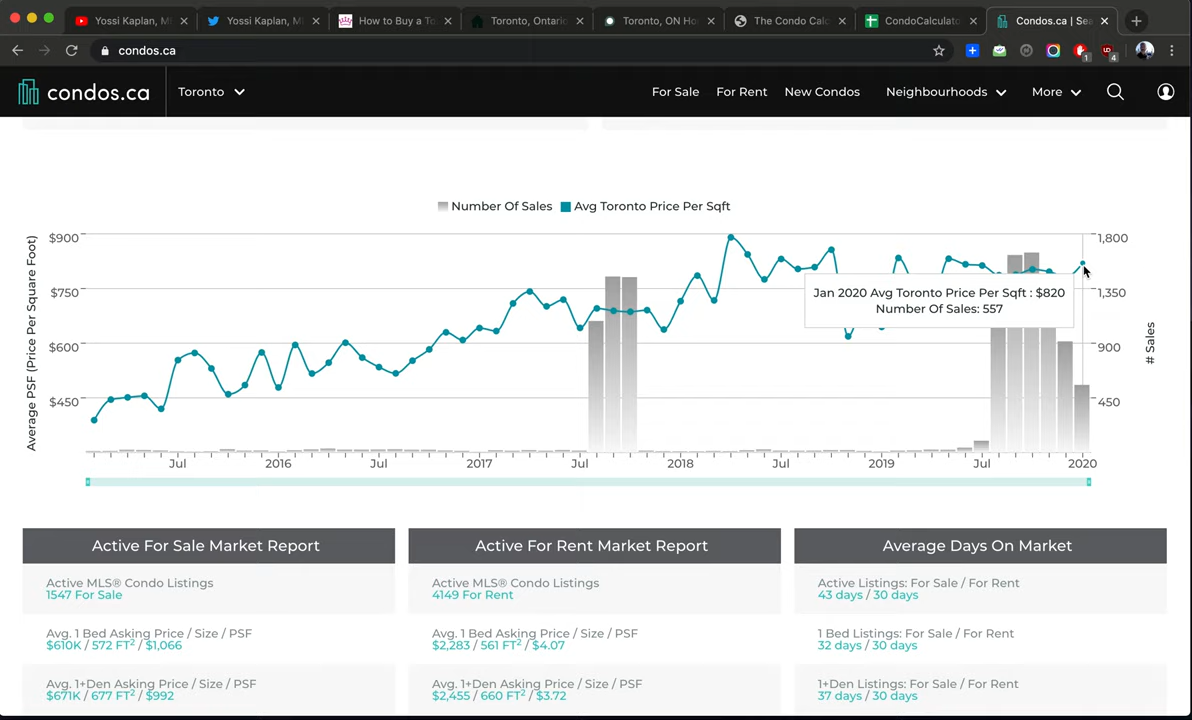 Yossi Kaplan, MI
Yossi Kaplan, MI
How to Buy a To
Toronto, Ontario
Toronto, ON Ho
The Condo Calc
CondoCalculato
Condos.ca | Sea
condos.ca
1
4
condos.ca
Toronto
For Sale
For Rent
New Condos
Neighbourhoods
More
Number Of Sales
Avg Toronto Price Per Sqft
Average PSF (Price Per Square Foot)
$900
$750
$600
$450
1,800
1,350
900
450
# Sales
Jan 2020 Avg Toronto Price Per Sqft : $820
Number Of Sales: 557
Jul 2016 Jul 2017 Jul 2018 Jul 2019 Jul 2020
Active For Sale Market Report
Active MLS® Condo Listings
1547 For Sale
Avg. 1 Bed Asking Price / Size / PSF
$610K / 572 FT² / $1,066
Avg. 1+Den Asking Price / Size / PSF
$671K / 677 FT² / $992
Active For Rent Market Report
Active MLS® Condo Listings
4149 For Rent
Avg. 1 Bed Asking Price / Size / PSF
$2,283 / 561 FT² / $4.07
Avg. 1+Den Asking Price / Size / PSF
$2,455 / 660 FT² / $3.72
Average Days On Market
Active Listings: For Sale / For Rent
43 days / 30 days
1 Bed Listings: For Sale / For Rent
32 days / 30 days
1+Den Listings: For Sale / For Rent
37 days / 30 days